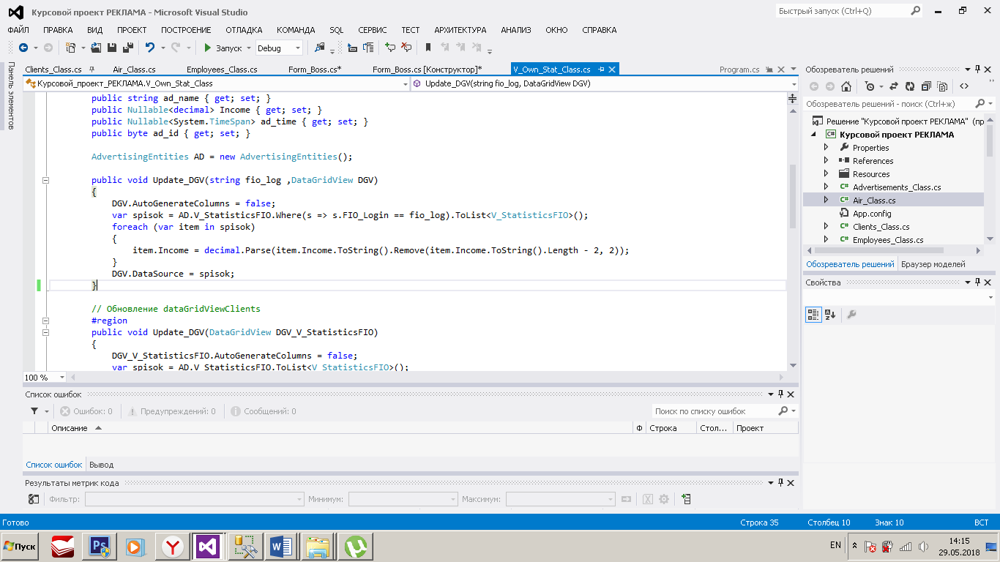 Курсовой проект РЕКЛАМА - Microsoft Visual Studio
Быстрый запуск (Ctrl+Q)
ФАЙЛ ПРАВКА ВИД ПРОЕКТ ПОСТРОЕНИЕ ОТЛАДКА КОМАНДА SQL СЕРВИС ТЕСТ АРХИТЕКТУРА АНАЛИЗ ОКНО СПРАВКА
Запуск Debug
Панель элементов
Clients_Class.cs Air_Class.cs Employees_Class.cs Form_Boss.cs* Form_Boss.cs [Конструктор]* V_Own_Stat_Class.cs Program.cs
Курсовой_проект_РЕКЛАМА.V_Own_Stat_Class Update_DGV(string fio_log, DataGridView DGV)
public string ad_name { get; set; }
public Nullable<decimal> Income { get; set; }
public Nullable<System.TimeSpan> ad_time { get; set; }
public byte ad_id { get; set; }
AdvertisingEntities AD = new AdvertisingEntities();
public void Update_DGV(string fio_log ,DataGridView DGV)
{
DGV.AutoGenerateColumns = false;
var spisok = AD.V_StatisticsFIO.Where(s => s.FIO_Login == fio_log).ToList<V_StatisticsFIO>();
foreach (var item in spisok)
{
item.Income = decimal.Parse(item.Income.ToString().Remove(item.Income.ToString().Length - 2, 2));
}
DGV.DataSource = spisok;
}
// Обновление dataGridViewClients
#region
public void Update_DGV(DataGridView DGV_V_StatisticsFIO)
{
DGV_V_StatisticsFIO.AutoGenerateColumns = false;
var spisok = AD.V_StatisticsFIO.ToList<V_StatisticsFIO>();
100 %
Обозреватель решений
Обозреватель решений - поиск (Ctrl+ж)
Решение "Курсовой проект РЕКЛАМА" (пр
Курсовой проект РЕКЛАМА
Properties
References
Resources
Advertisements_Class.cs
Air_Class.cs
App.config
Clients_Class.cs
Employees_Class.cs
Обозреватель решений Браузер моделей
Свойства
Список ошибок
Ошибок: 0 Предупреждений: 0 Сообщений: 0 Поиск по списку ошибок
Описание Ф Строка Стол... Проект
Список ошибок Вывод
Результаты метрик кода
Фильтр: Минимум: Максимум:
Готово Строка 35 Столбец 10 Знак 10 ВСТ
Пуск EN 14:15
29.05.2018